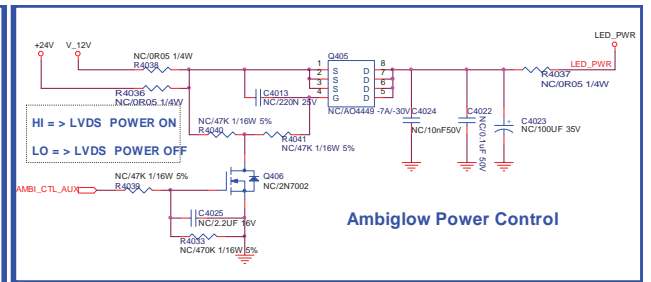 LED_PWR
+24V V_12V
NC/0R05 1/4W
R4038
Q405
1 S D 8
2 S D 7
3 S D 6
4 G D 5
LED_PWR
R4037
NC/0R05 1/4W
R4036
NC/0R05 1/4W
C4013
NC/220N 25V
NC/AO4449 -7A/-30V
C4024
NC/10nF50V
C4022
NC/0.1uF 50V
+
C4023
NC/100UF 35V
HI = > LVDS POWER ON
LO = > LVDS POWER OFF
NC/47K 1/16W 5%
R4040
R4041
NC/47K 1/16W 5%
NC/47K 1/16W 5%
R4039
AMBI_CTL_AUX
Q406
NC/2N7002
C4025
NC/2.2UF 16V
R4033
NC/470K 1/16W 5%
Ambiglow Power Control